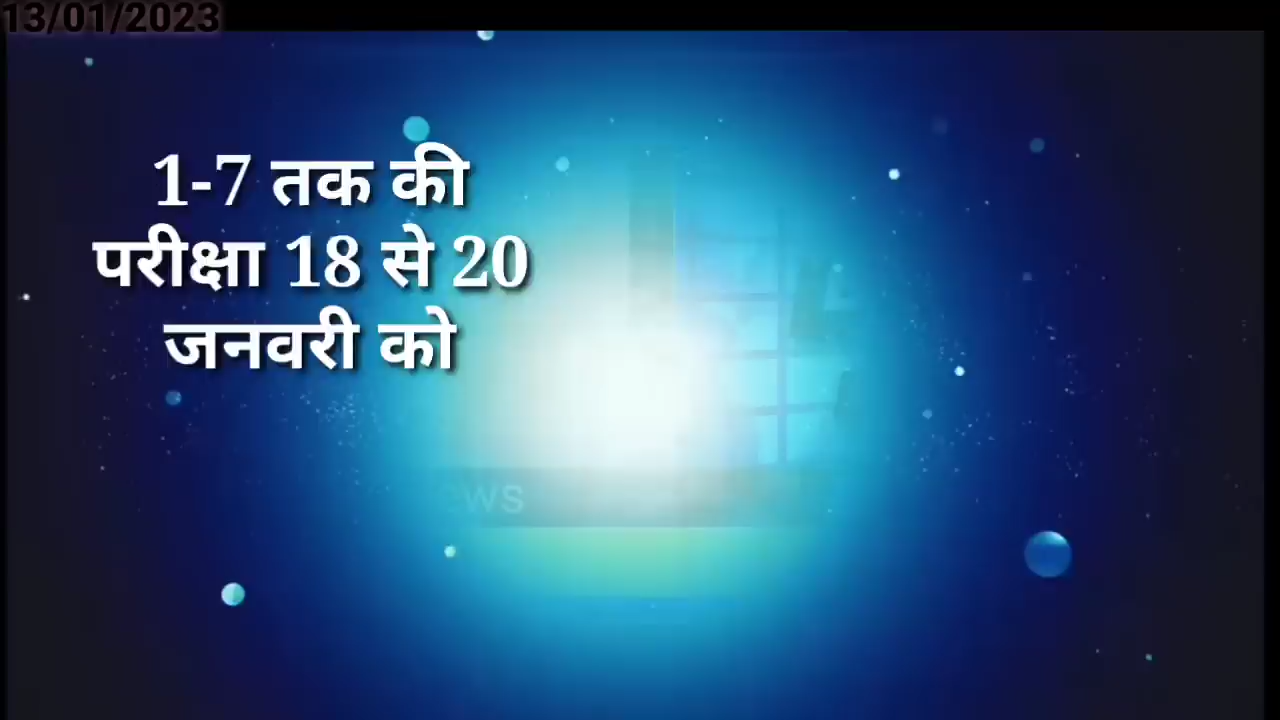 13/01/2023
1-7 तक की
परीक्षा 18 से 20
जनवरी को